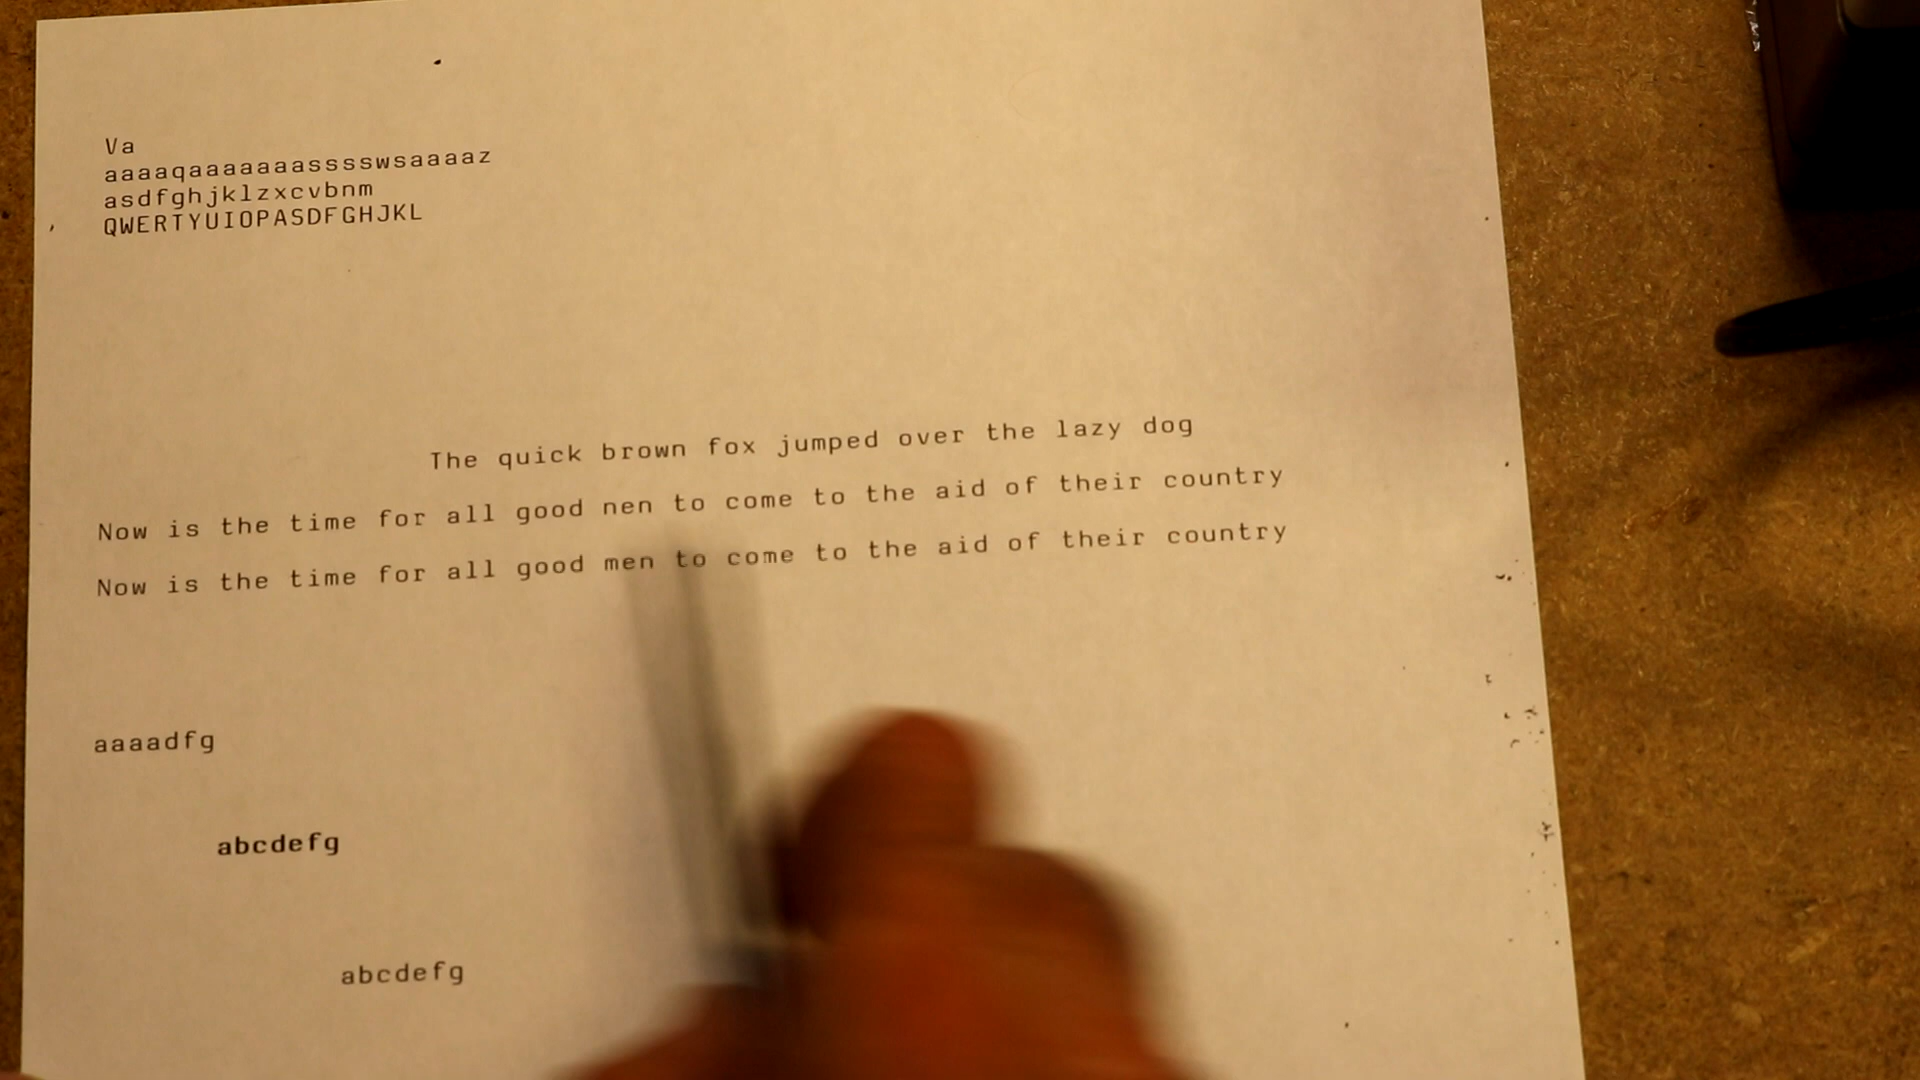 Va
aaaaqaaaaaaaasssswsaaaaz
asdfghjklzxcvbnm
QWERTYUIOPASDFGHJKL
The quick brown fox jumped over the lazy dog
Now is the time for all good nen to come to the aid of their country
Now is the time for all good men to come to the aid of their country
aaaadfg
abcdefg
abcdefg